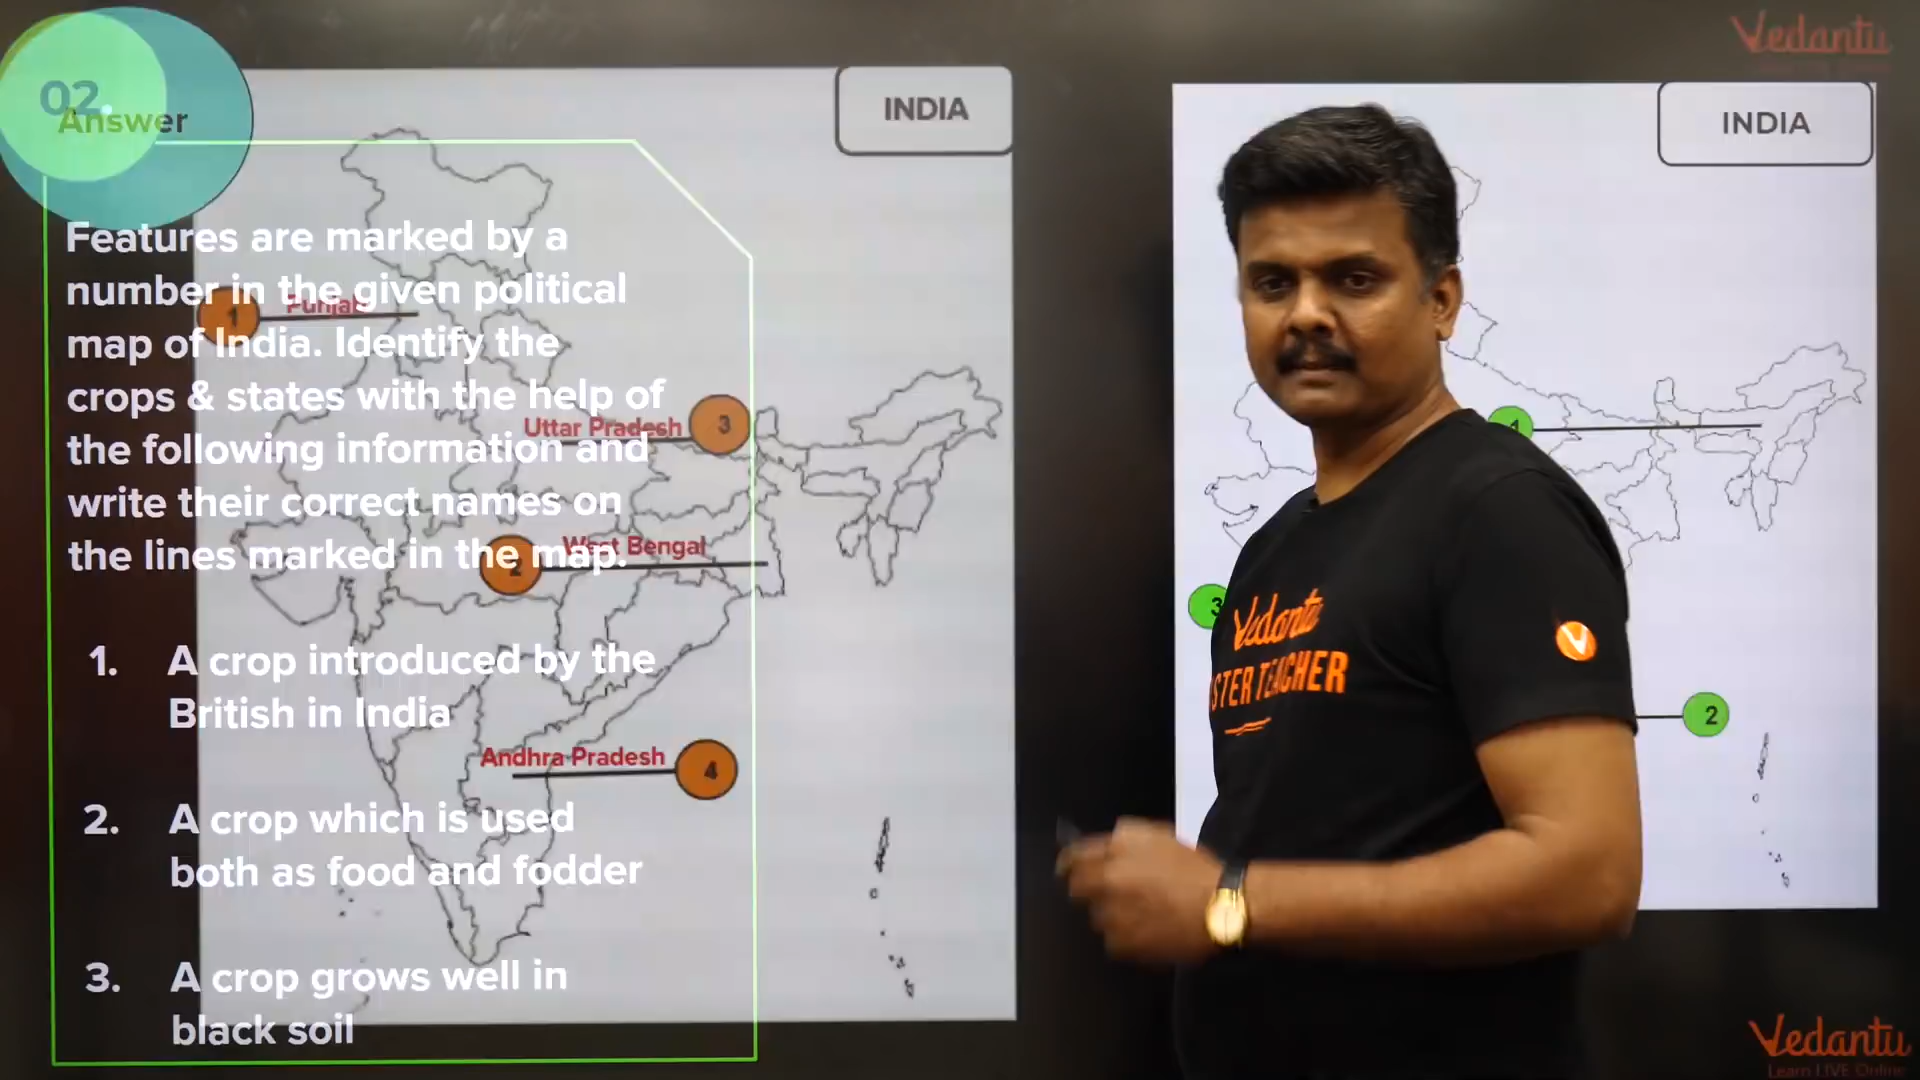 Vedantu
02.
Answer
INDIA
INDIA
Features are marked by a
number in the given political
map of India. Identify the
crops & states with the help of
the following information and
write their correct names on
the lines marked in the map.
1. A crop introduced by the
British in India
2. A crop which is used
both as food and fodder
3. A crop grows well in
black soil
1 Punjab
Uttar Pradesh 3
2 West Bengal
Andhra Pradesh 4
1
3
2
Vedantu
TEACHER
V
Vedantu
Learn LIVE Online